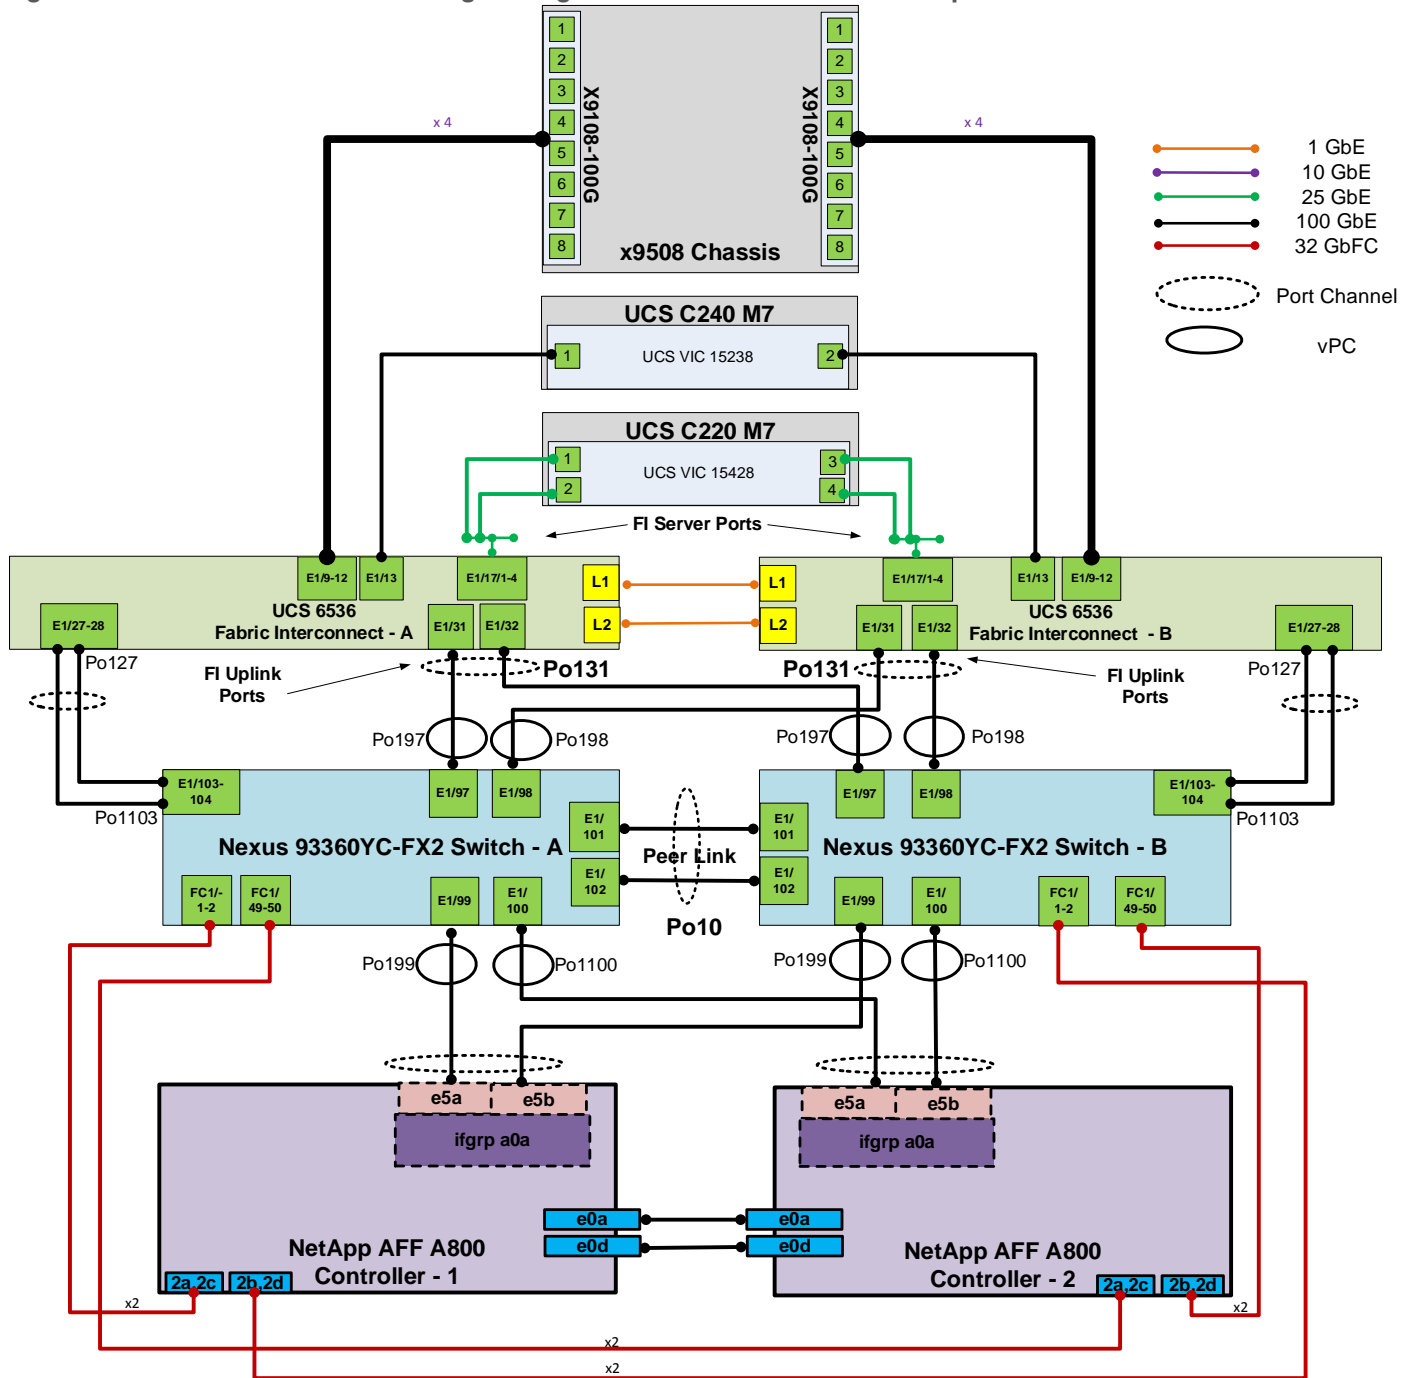 1
2
3
4
5
6
7
8
X9108-100G
x9508 Chassis
X9108-100G
1
2
3
4
5
6
7
8
x 4
x 4
1 GbE
10 GbE
25 GbE
100 GbE
32 GbFC
Port Channel
vPC
UCS C240 M7
1
UCS VIC 15238
2
UCS C220 M7
1
2
UCS VIC 15428
3
4
FI Server Ports
E1/9-12
E1/13
E1/17/1-4
L1
L2
E1/27-28
UCS 6536
Fabric Interconnect - A
E1/31
E1/32
L1
L2
E1/17/1-4
E1/13
E1/9-12
E1/31
E1/32
UCS 6536
Fabric Interconnect - B
E1/27-28
Po127
FI Uplink
Ports
Po131
Po131
FI Uplink
Ports
Po127
Po197
Po198
Po197
Po198
E1/103-
104
Po1103
E1/97
E1/98
E1/
101
E1/
102
Nexus 93360YC-FX2 Switch - A
FC1/-
1-2
FC1/
49-50
E1/99
E1/
100
Peer Link
Po10
E1/97
E1/98
E1/103-
104
Po1103
E1/
101
E1/
102
Nexus 93360YC-FX2 Switch - B
E1/99
E1/
100
FC1/
1-2
FC1/
49-50
Po199
Po1100
Po199
Po1100
e5a
e5b
ifgrp a0a
e5a
e5b
ifgrp a0a
e0a
e0d
e0a
e0d
NetApp AFF A800
Controller - 1
NetApp AFF A800
Controller - 2
2a,2c
2b,2d
2a,2c
2b,2d
x2
x2
x2
x2